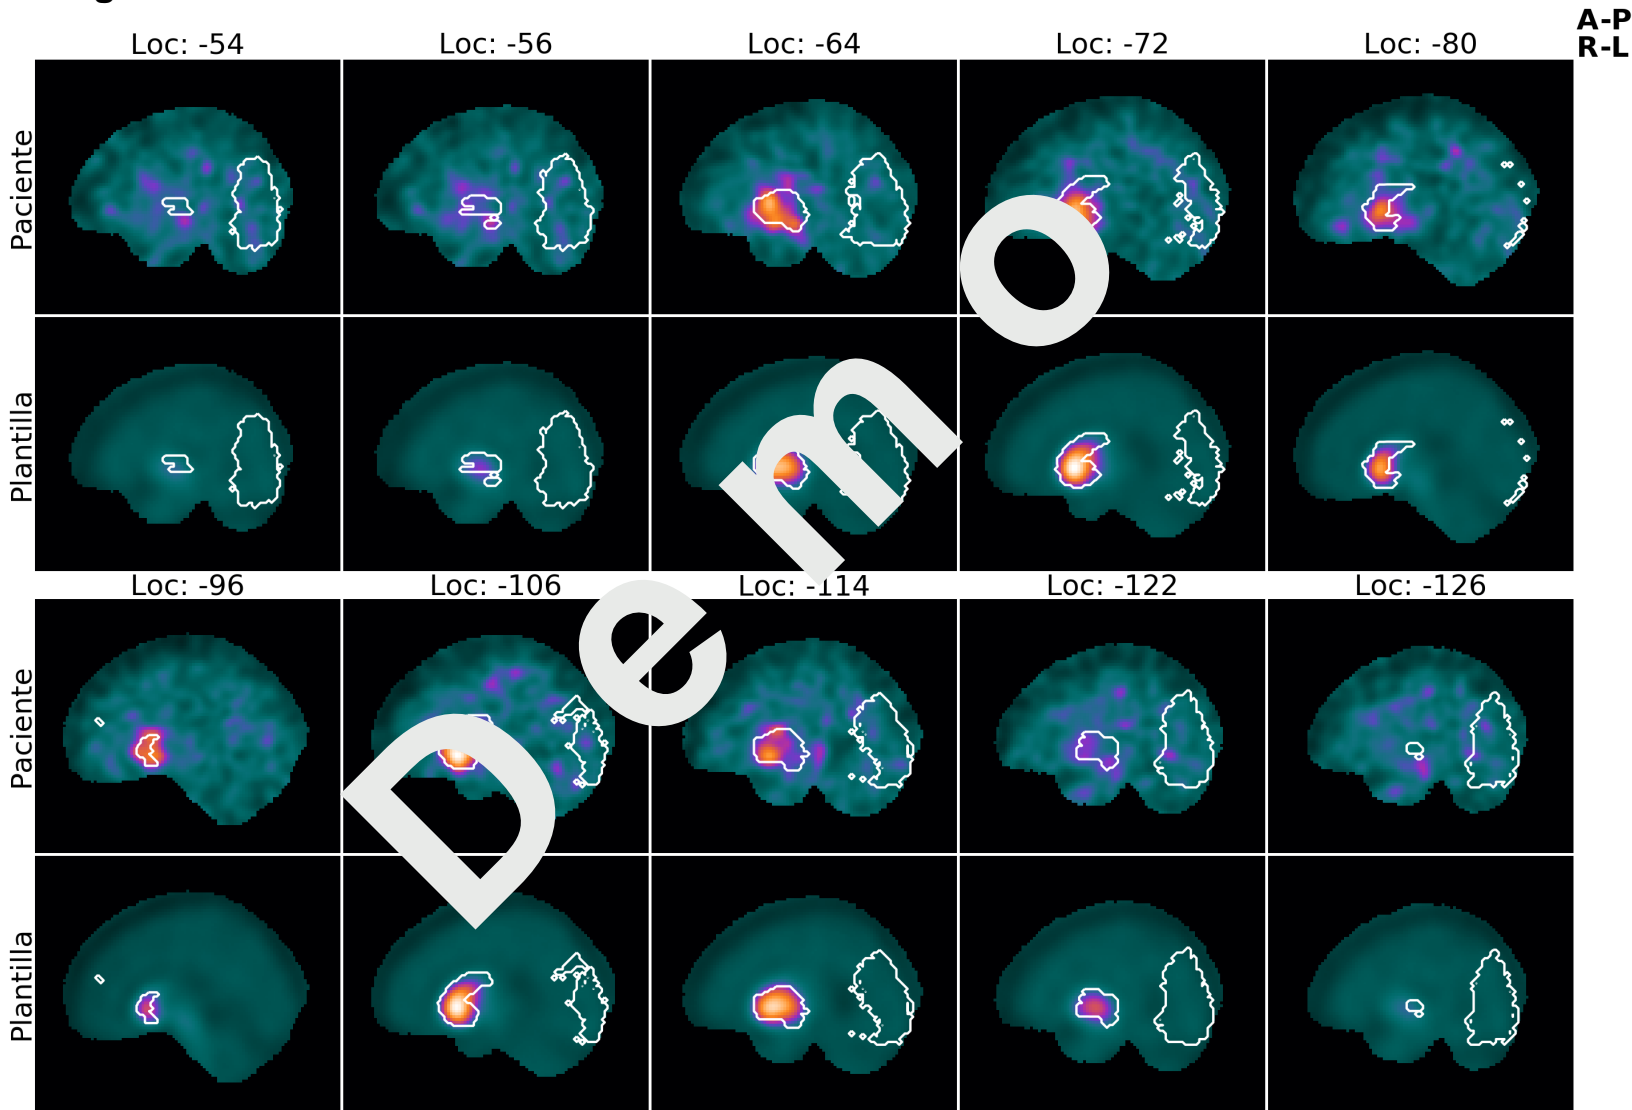 A-P
R-L
Loc: -54 Loc: -56 Loc: -64 Loc: -72 Loc: -80
Paciente
Plantilla
Loc: -96 Loc: -106 Loc: -114 Loc: -122 Loc: -126
Paciente
Plantilla
Demo